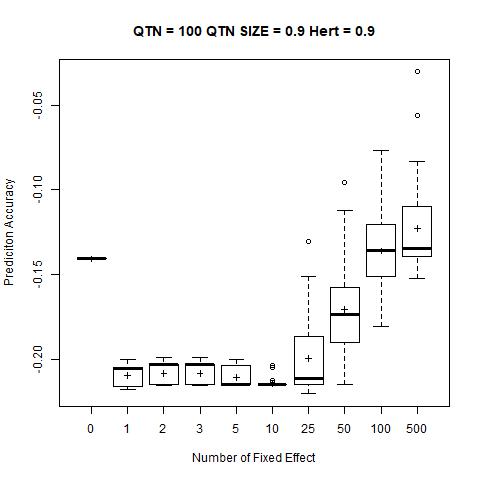 QTN = 100 QTN SIZE = 0.9 Hert = 0.9
Prediciton Accuracy
-0.05
-0.10
-0.15
-0.20
0 1 2 3 5 10 25 50 100 500
Number of Fixed Effect